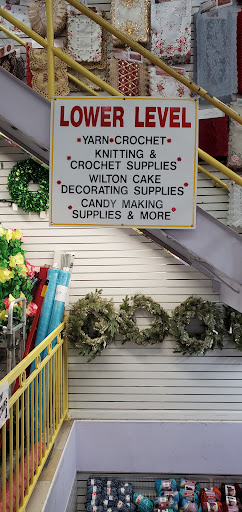 LOWER LEVEL
•YARN•CROCHET
KNITTING &
•CROCHET SUPPLIES•
WILTON CAKE
•DECORATING SUPPLIES•
CANDY MAKING
•SUPPLIES & MORE•